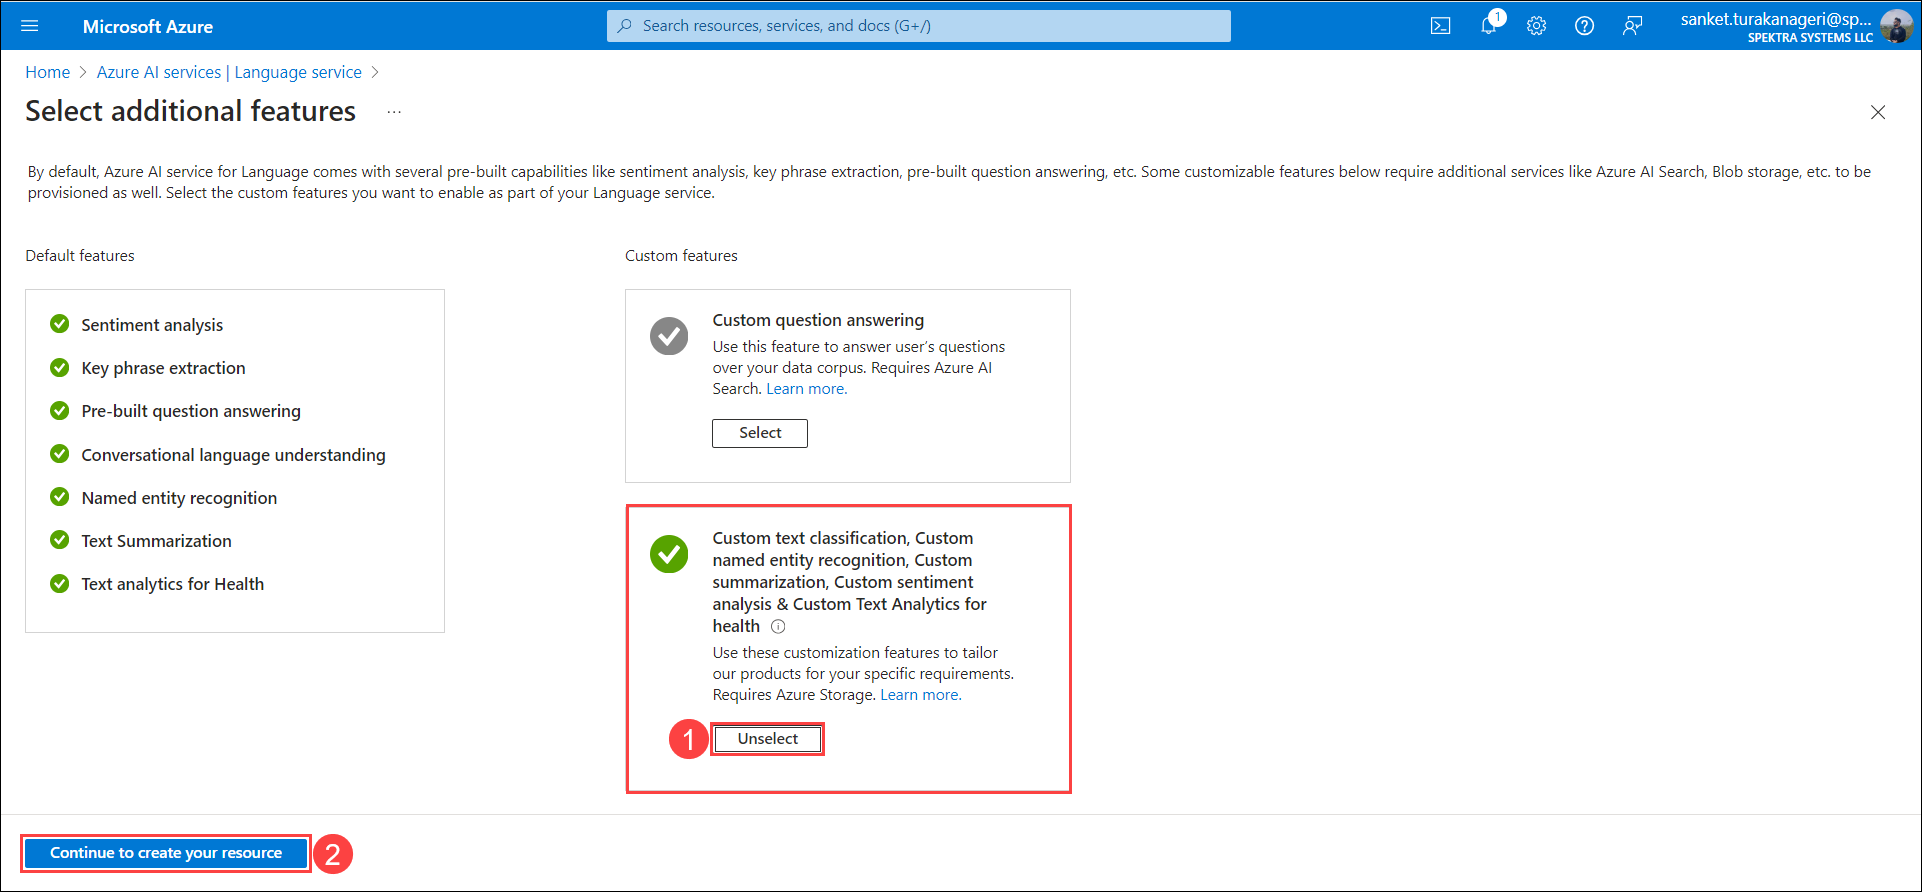 Microsoft Azure
Search resources, services, and docs (G+/)
1
sanket.turakanageri@sp...
SPEKTRA SYSTEMS LLC
Home > Azure AI services | Language service >
Select additional features ...
By default, Azure AI service for Language comes with several pre-built capabilities like sentiment analysis, key phrase extraction, pre-built question answering, etc. Some customizable features below require additional services like Azure AI Search, Blob storage, etc. to be
provisioned as well. Select the custom features you want to enable as part of your Language service.
Default features
Sentiment analysis
Key phrase extraction
Pre-built question answering
Conversational language understanding
Named entity recognition
Text Summarization
Text analytics for Health
Custom features
Custom question answering
Use this feature to answer user's questions
over your data corpus. Requires Azure AI
Search. Learn more.
Select
Custom text classification, Custom
named entity recognition, Custom
summarization, Custom sentiment
analysis & Custom Text Analytics for
health
Use these customization features to tailor
our products for your specific requirements.
Requires Azure Storage. Learn more.
1 Unselect
Continue to create your resource 2